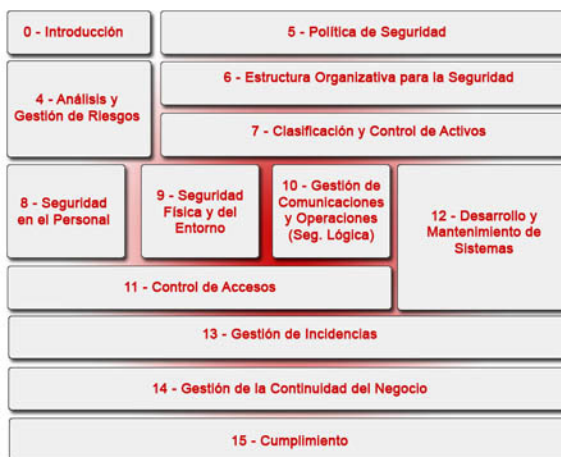 0 - Introducción
5 - Política de Seguridad
6 - Estructura Organizativa para la Seguridad
4 - Análisis y
Gestión de Riesgos
7 - Clasificación y Control de Activos
8 - Seguridad
en el Personal
9 - Seguridad
Física y del
Entorno
10 - Gestión de
Comunicaciones
y Operaciones
(Seg. Lógica)
12 - Desarrollo y
Mantenimiento de
Sistemas
11 - Control de Accesos
13 - Gestión de Incidencias
14 - Gestión de la Continuidad del Negocio
15 - Cumplimiento